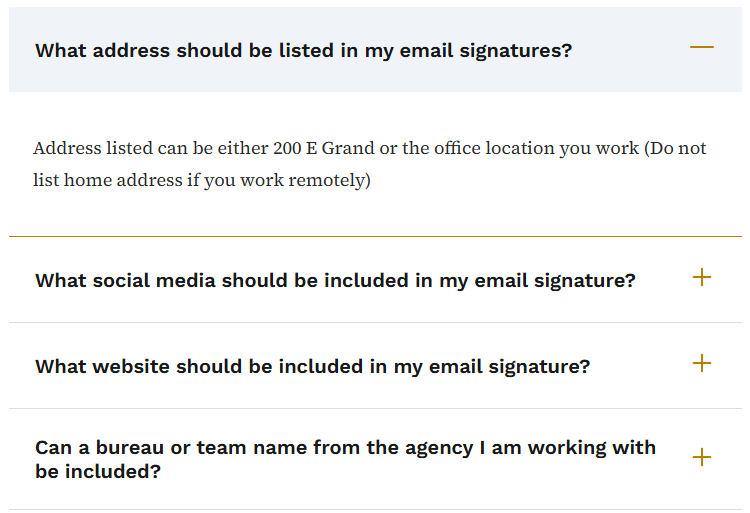 What address should be listed in my email signatures?
Address listed can be either 200 E Grand or the office location you work (Do not
list home address if you work remotely)
What social media should be included in my email signature?
What website should be included in my email signature?
Can a bureau or team name from the agency I am working with
be included?